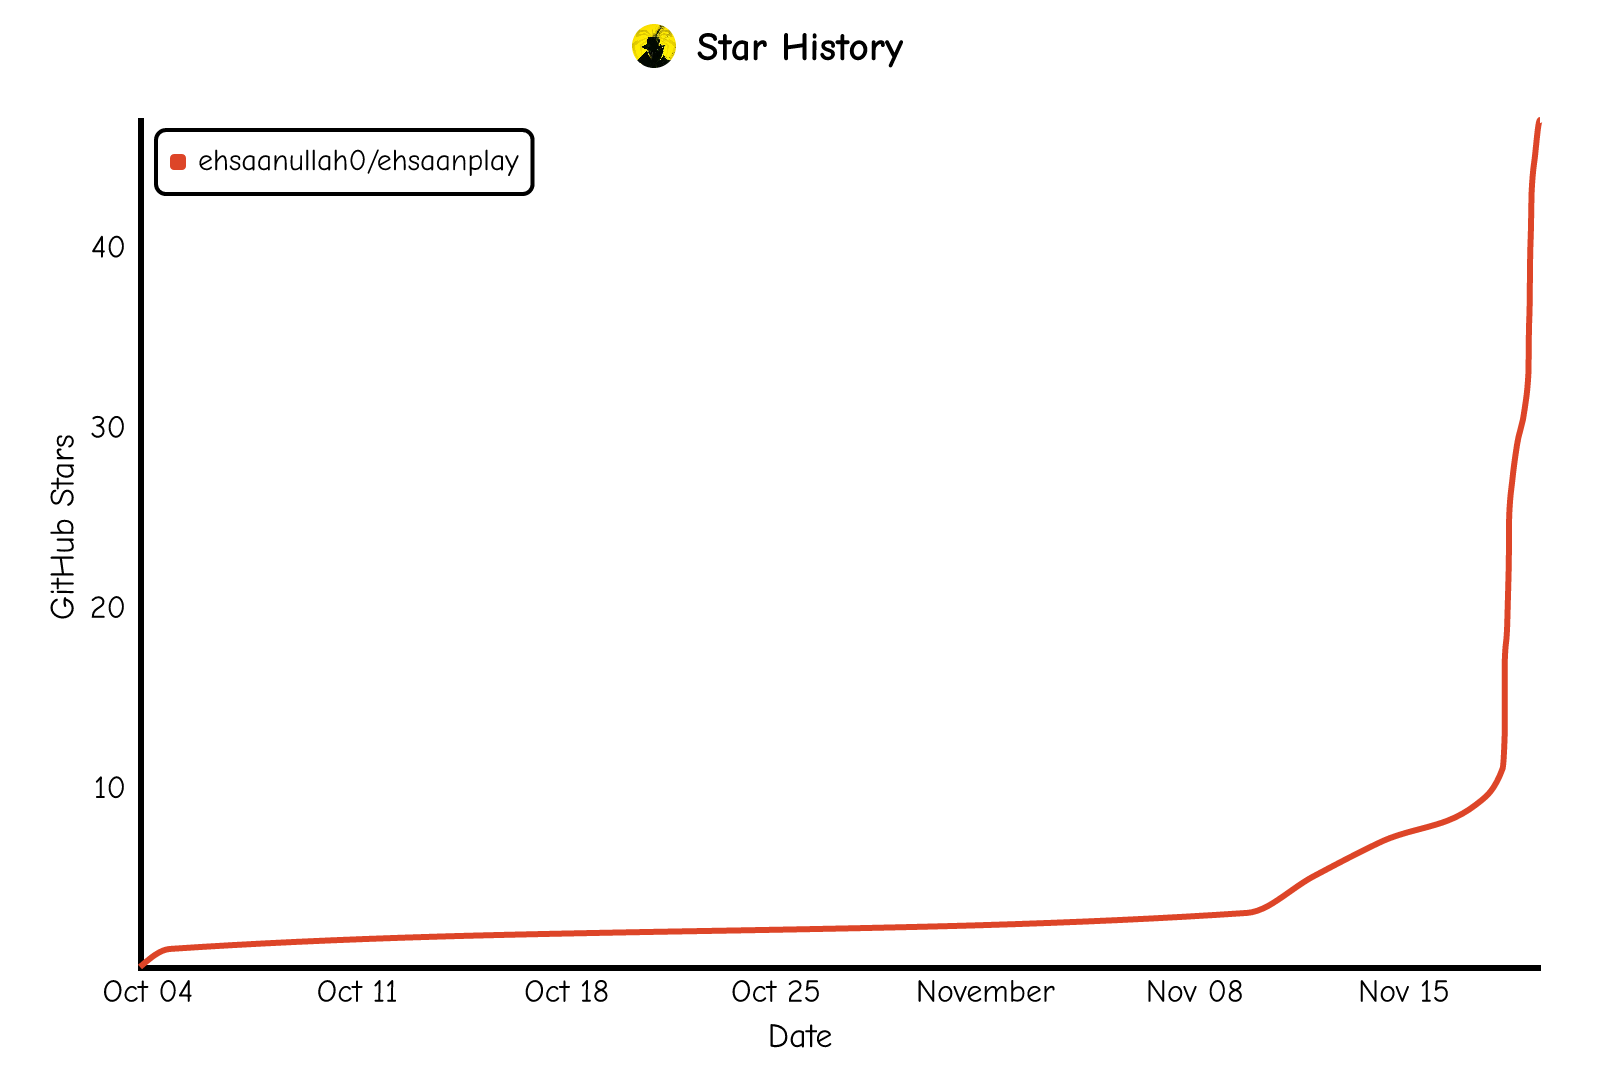 Star History
ehsaanullah0/ehsaanplay
40
30
20
10
GitHub Stars
Oct 04
Oct 11
Oct 18
Oct 25
November
Nov 08
Nov 15
Date